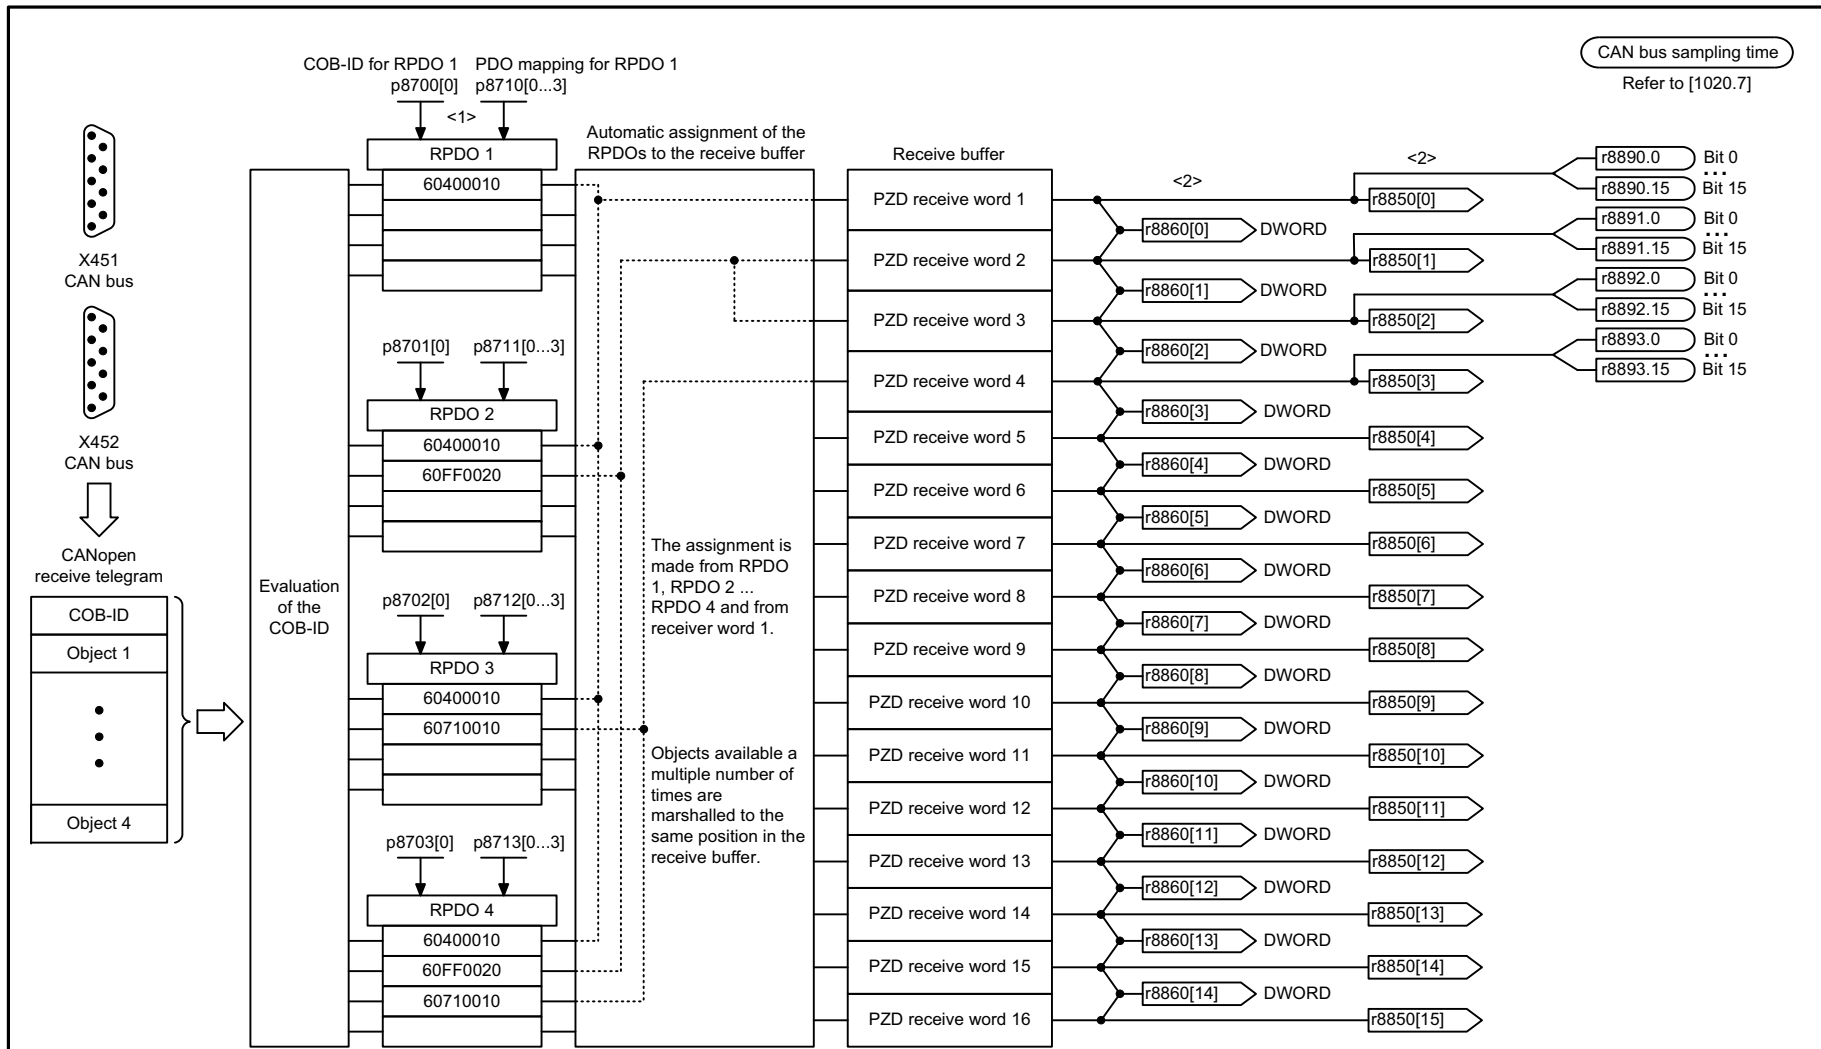 COB-ID for RPDO 1
p8700[0]
PDO mapping for RPDO 1
p8710[0...3]
<1>
CAN bus sampling time
Refer to [1020.7]
X451
CAN bus
X452
CAN bus
CANopen
receive telegram
COB-ID
Object 1
Object 4
Evaluation
of the
COB-ID
RPDO 1
60400010
p8701[0]
p8711[0...3]
RPDO 2
60400010
60FF0020
p8702[0]
p8712[0...3]
RPDO 3
60400010
60710010
p8703[0]
p8713[0...3]
RPDO 4
60400010
60FF0020
60710010
Automatic assignment of the
RPDOs to the receive buffer
The assignment is
made from RPDO
1, RPDO 2 ...
RPDO 4 and from
receiver word 1.
Objects available a
multiple number of
times are
marshalled to the
same position in the
receive buffer.
Receive buffer
PZD receive word 1
PZD receive word 2
PZD receive word 3
PZD receive word 4
PZD receive word 5
PZD receive word 6
PZD receive word 7
PZD receive word 8
PZD receive word 9
PZD receive word 10
PZD receive word 11
PZD receive word 12
PZD receive word 13
PZD receive word 14
PZD receive word 15
PZD receive word 16
<2>
r8860[0] DWORD
r8860[1] DWORD
r8860[2] DWORD
r8860[3] DWORD
r8860[4] DWORD
r8860[5] DWORD
r8860[6] DWORD
r8860[7] DWORD
r8860[8] DWORD
r8860[9] DWORD
r8860[10] DWORD
r8860[11] DWORD
r8860[12] DWORD
r8860[13] DWORD
r8860[14] DWORD
<2>
r8850[0]
r8850[1]
r8850[2]
r8850[3]
r8850[4]
r8850[5]
r8850[6]
r8850[7]
r8850[8]
r8850[9]
r8850[10]
r8850[11]
r8850[12]
r8850[13]
r8850[14]
r8850[15]
r8890.0 Bit 0
...
r8890.15 Bit 15
r8891.0 Bit 0
...
r8891.15 Bit 15
r8892.0 Bit 0
...
r8892.15 Bit 15
r8893.0 Bit 0
...
r8893.15 Bit 15